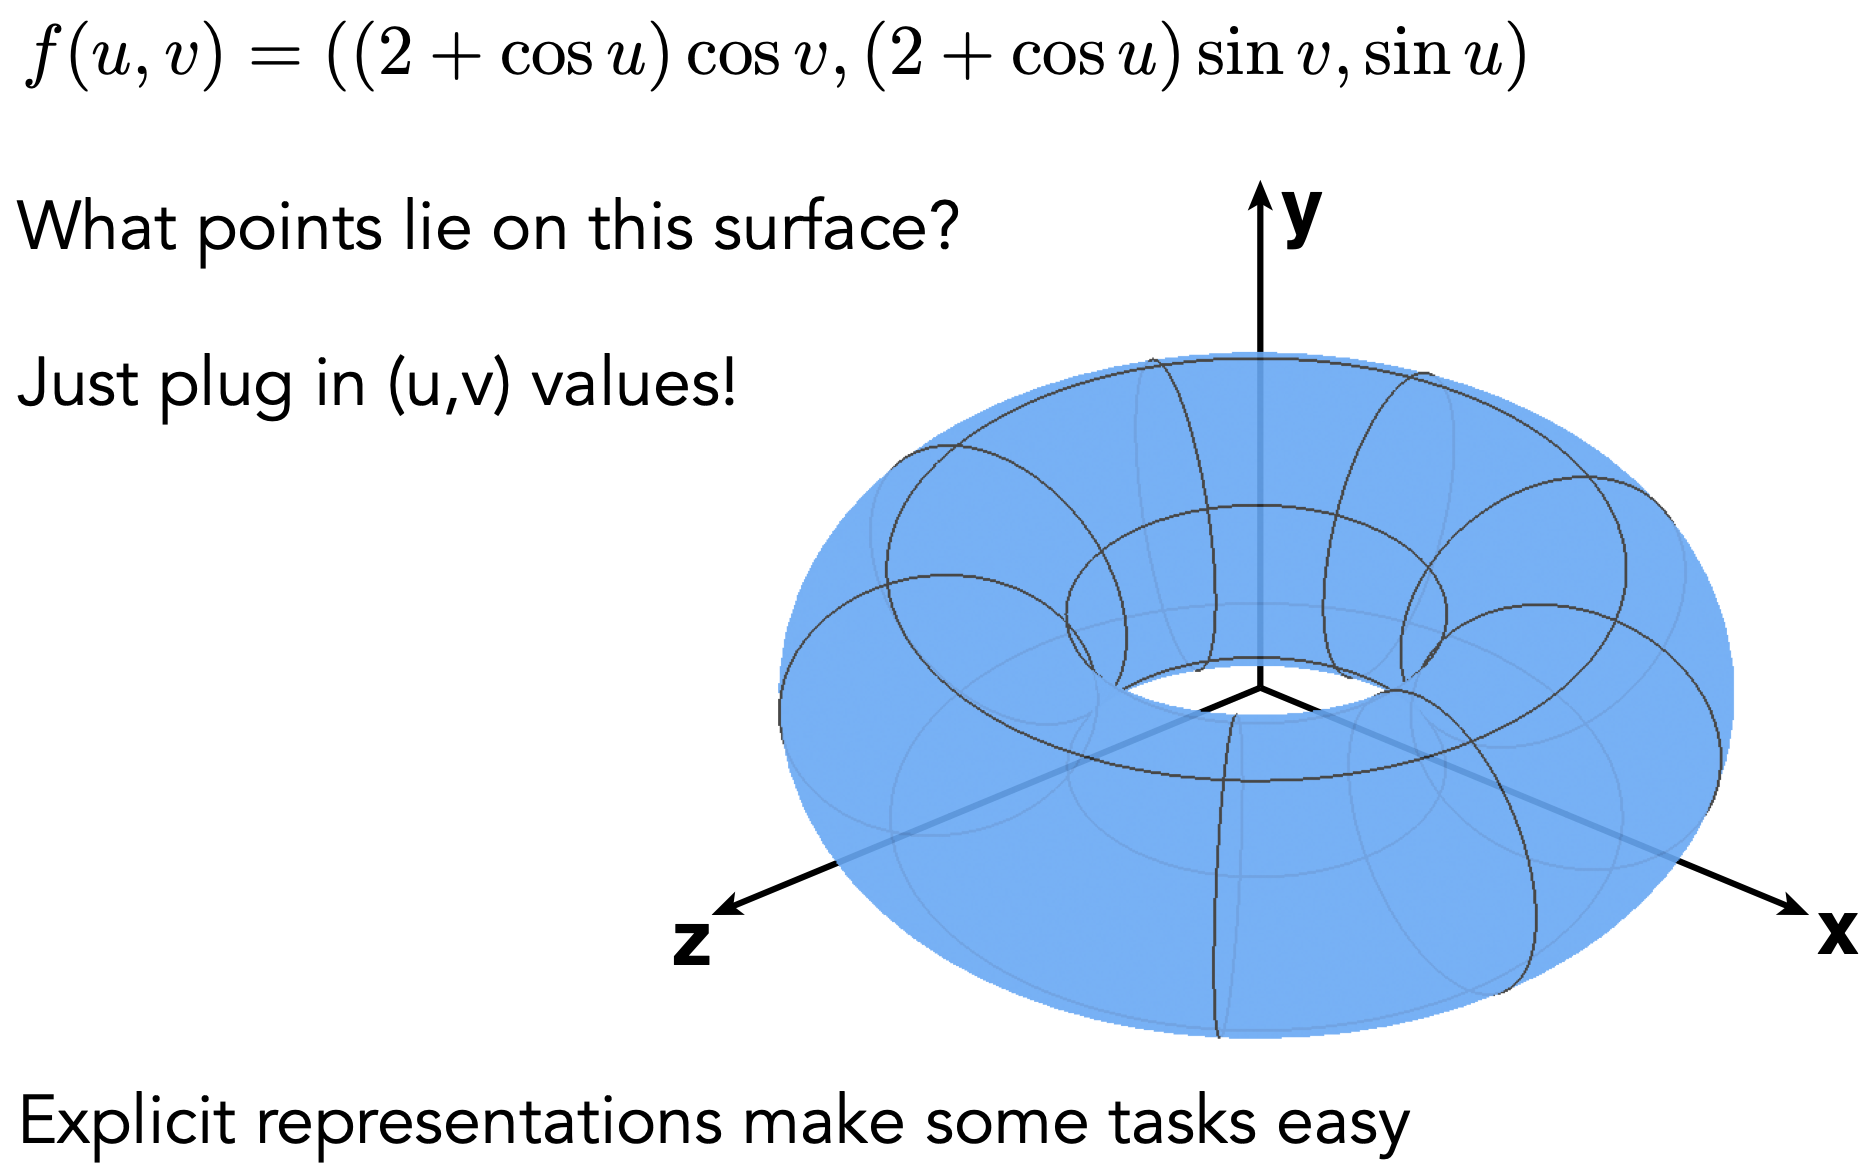 f(u, v) = ((2 + cos u) cos v, (2 + cos u) sin v, sin u)
What points lie on this surface?
Just plug in (u,v) values!
y
z
x
Explicit representations make some tasks easy